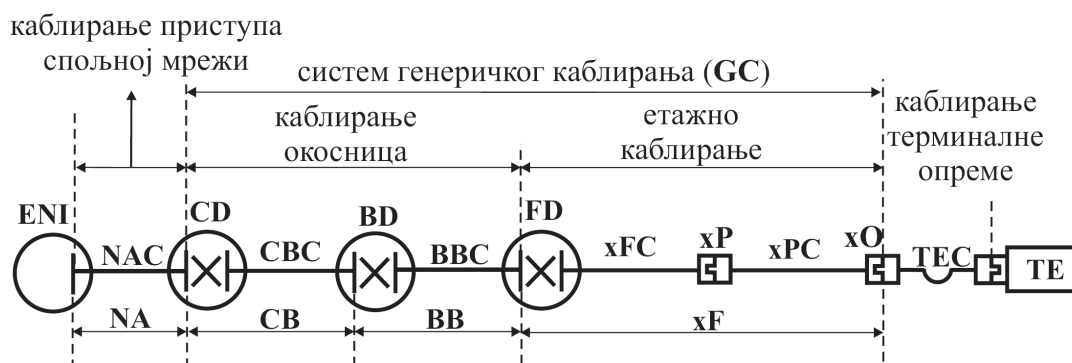 каблирање приступа
спољној мрежи
систем генеричког каблирања (GC)
каблирање
окосница
етажно
каблирање
каблирање
терминалне
опреме
ENI
CD
BD
FD
NAC
CBC
BBC
xFC
xP
xPC
xO
TEC
TE
NA
CB
BB
xF